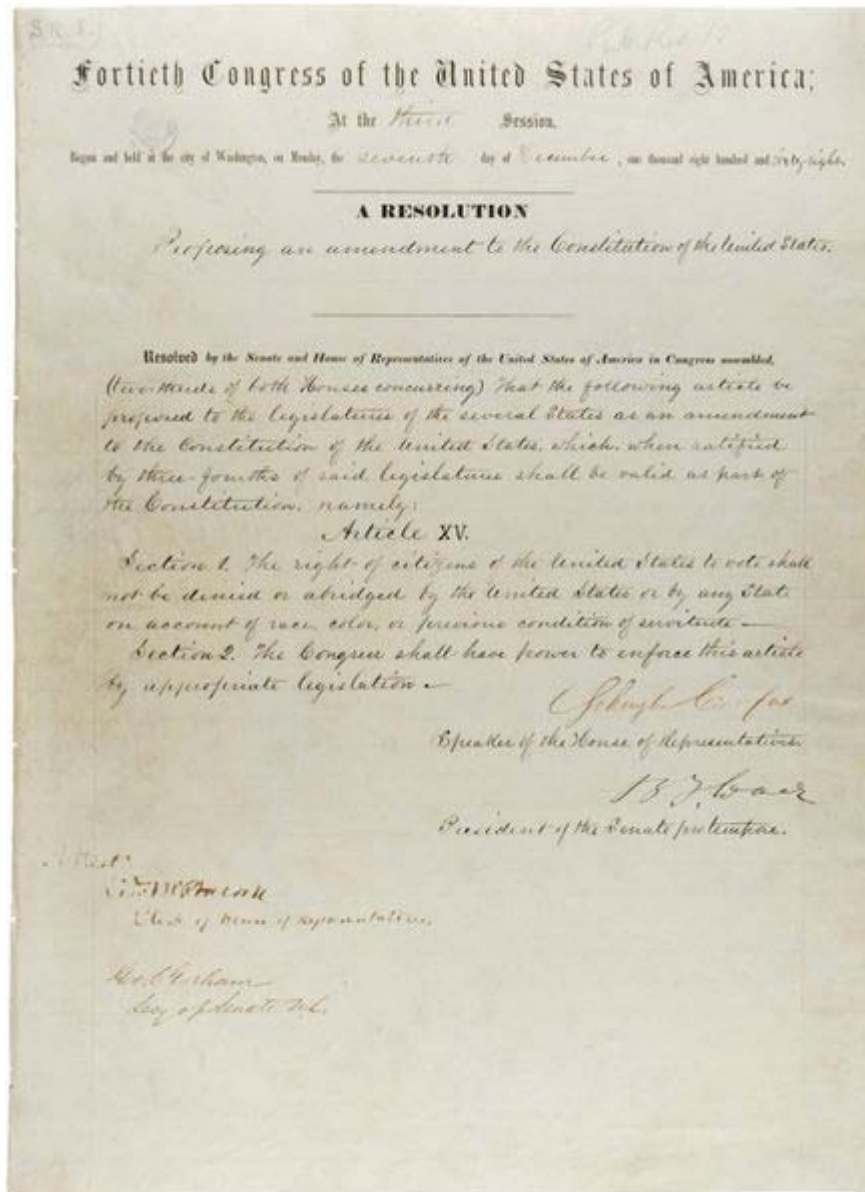 S.R. 8.
Fortieth Congress of the United States of America;
At the third Session,
Begun and held at the city of Washington, on Monday, the seventh day of December, one thousand eight hundred and sixty-eight.
A RESOLUTION
Proposing an amendment to the Constitution of the United States.
Resolved by the Senate and House of Representatives of the United States of America in Congress assembled,
(two-thirds of both Houses concurring) That the following article be
proposed to the legislatures of the several States as an amendment
to the Constitution of the United States, which, when ratified
by three-fourths of said legislatures shall be valid as part of
the Constitution, namely:
Article XV.
Section 1. The right of citizens of the United States to vote shall
not be denied or abridged by the United States or by any State
on account of race, color, or previous condition of servitude —
Section 2. The Congress shall have power to enforce this article
by appropriate legislation —
Schuyler Colfax
Speaker of the House of Representatives.
B F Wade
President of the Senate pro tempore.
Attest:
McPherson
Clerk of House of Representatives.
Geo. C. Gorham
Secy of Senate U.S.